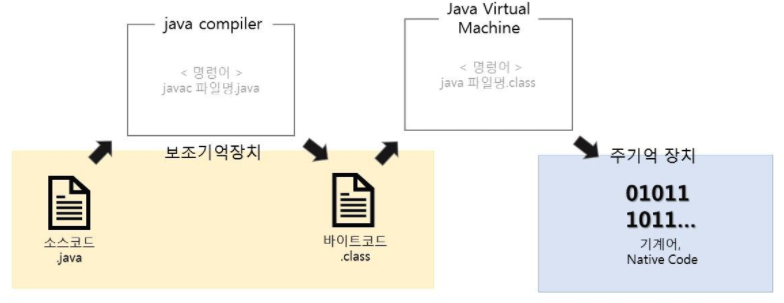 java compiler
< 명령어 >
javac 파일명.java
Java Virtual
Machine
< 명령어 >
java 파일명.class
보조기억장치
소스코드
.java
바이트코드
.class
주기억 장치
01011
1011...
기계어,
Native Code